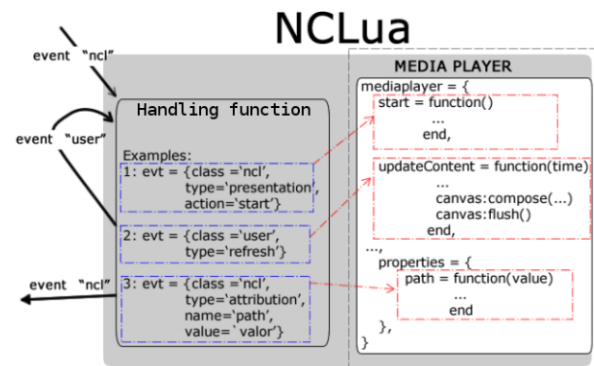 NCLua
event "ncl"
event "user"
event "ncl"
Handling function
Examples:
1: evt = {class ='ncl',
type='presentation',
action='start'}
2: evt = {class ='user',
type='refresh'}
3: evt = {class ='ncl',
type='attribution',
name='path',
value=`valor'}
MEDIA PLAYER
mediaplayer = {
start = function()
...
end,
updateContent = function(time)
...
canvas:compose(...)
canvas:flush()
end,
...,
properties = {
path = function(value)
...
end
},
}